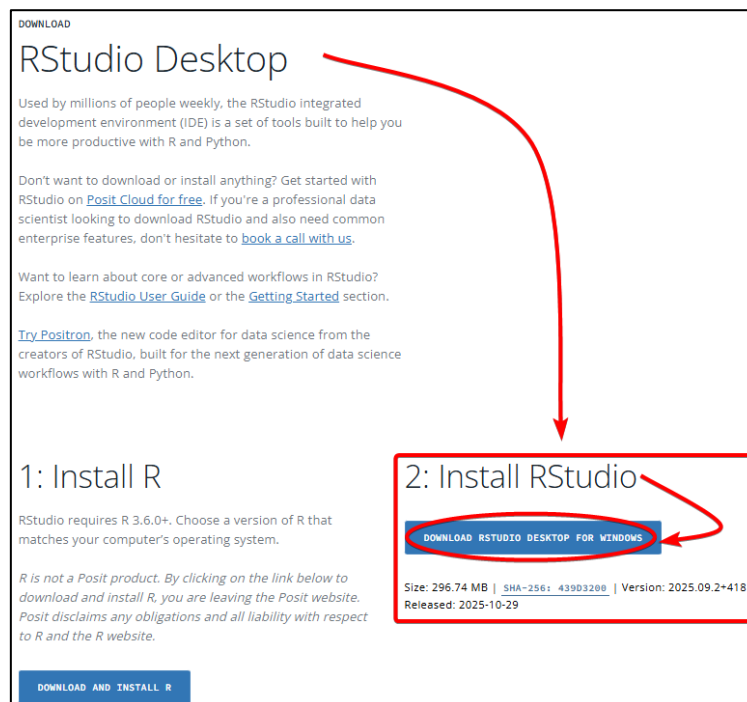 DOWNLOAD
RStudio Desktop
Used by millions of people weekly, the RStudio integrated
development environment (IDE) is a set of tools built to help you
be more productive with R and Python.
Don't want to download or install anything? Get started with
RStudio on Posit Cloud for free. If you're a professional data
scientist looking to download RStudio and also need common
enterprise features, don't hesitate to book a call with us.
Want to learn about core or advanced workflows in RStudio?
Explore the RStudio User Guide or the Getting Started section.
Try Positron, the new code editor for data science from the
creators of RStudio, built for the next generation of data science
workflows with R and Python.
1: Install R
RStudio requires R 3.6.0+. Choose a version of R that
matches your computer's operating system.
R is not a Posit product. By clicking on the link below to
download and install R, you are leaving the Posit website.
Posit disclaims any obligations and all liability with respect
to R and the R website.
DOWNLOAD AND INSTALL R
2: Install RStudio
DOWNLOAD RSTUDIO DESKTOP FOR WINDOWS
Size: 296.74 MB | SHA-256: 439D3200 | Version: 2025.09.2+418
Released: 2025-10-29